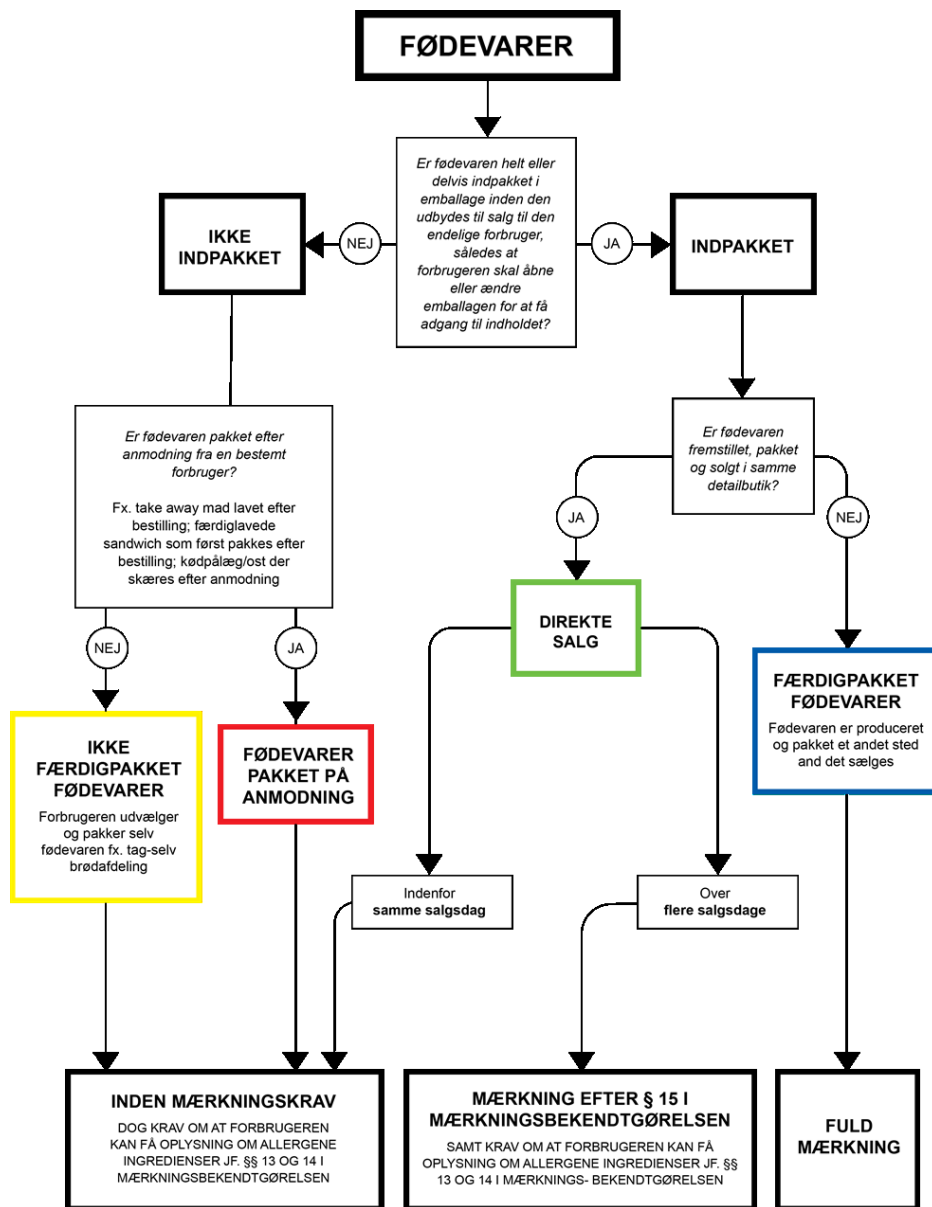 FØDEVARER
Er fødevaren helt eller
delvis indpakket i
emballage inden den
udbydes til salg til den
endelige forbruger,
således at
forbrugeren skal åbne
eller ændre
emballagen for at få
adgang til indholdet?
NEJ
JA
IKKE
INDPAKKET
INDPAKKET
Er fødevaren pakket efter
anmodning fra en bestemt
forbruger?
Fx. take away mad lavet efter
bestilling; færdiglavede
sandwich som først pakkes efter
bestilling; kødpålæg/ost der
skæres efter anmodning
Er fødevaren
fremstillet, pakket
og solgt i samme
detailbutik?
JA
NEJ
NEJ
JA
DIREKTE
SALG
IKKE
FÆRDIGPAKKET
FØDEVARER
Forbrugeren udvælger
og pakker selv
fødevaren fx. tag-selv
brødafdeling
FØDEVARER
PAKKET PÅ
ANMODNING
FÆRDIGPAKKET
FØDEVARER
Fødevaren er produceret
og pakket et andet sted
and det sælges
Indenfor
samme salgsdag
Over
flere salgsdage
INDEN MÆRKNINGSKRAV
DOG KRAV OM AT FORBRUGEREN
KAN FÅ OPLYSNING OM ALLERGENE
INGREDIENSER JF. §§ 13 OG 14 I
MÆRKNINGSBEKENDTGØRELSEN
MÆRKNING EFTER § 15 I
MÆRKNINGSBEKENDTGØRELSEN
SAMT KRAV OM AT FORBRUGEREN KAN FÅ
OPLYSNING OM ALLERGENE INGREDIENSER JF. §§
13 OG 14 I MÆRKNINGS- BEKENDTGØRELSEN
FULD
MÆRKNING